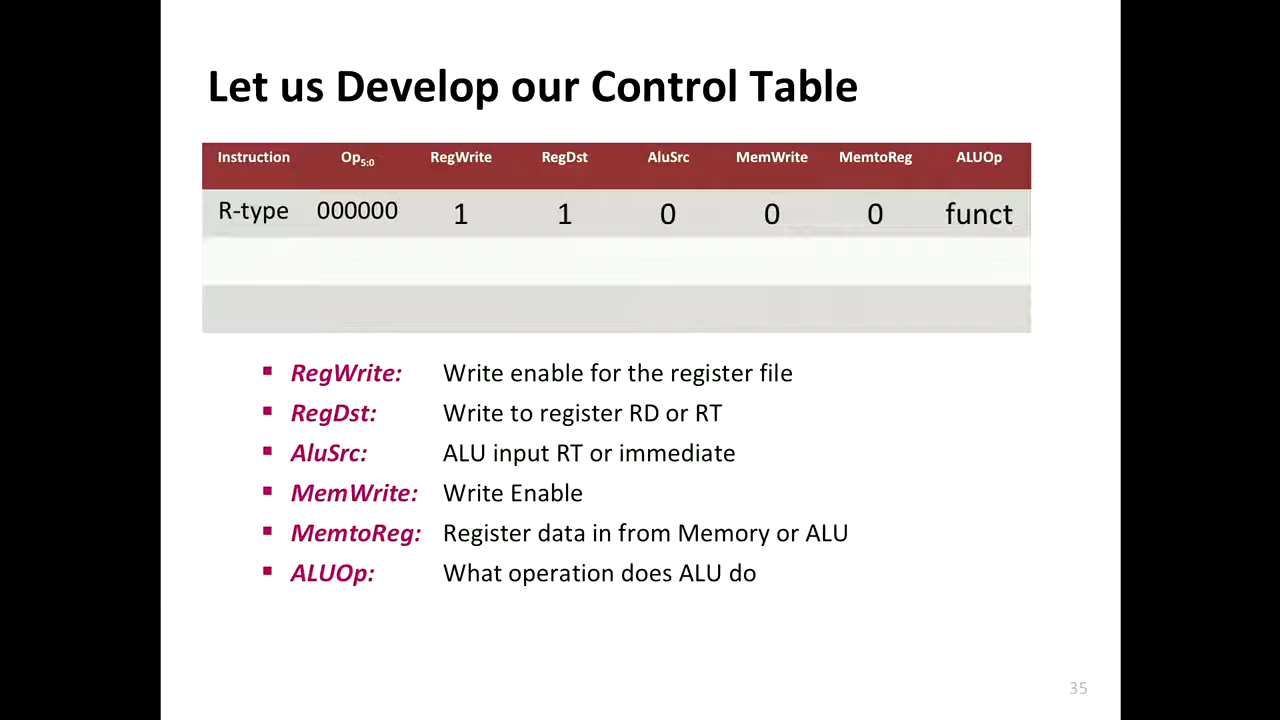 Let us Develop our Control Table
Instruction Op5:0 RegWrite RegDst AluSrc MemWrite MemtoReg ALUOp
R-type 000000 1 1 0 0 0 funct
▪ RegWrite: Write enable for the register file
▪ RegDst: Write to register RD or RT
▪ AluSrc: ALU input RT or immediate
▪ MemWrite: Write Enable
▪ MemtoReg: Register data in from Memory or ALU
▪ ALUOp: What operation does ALU do
35